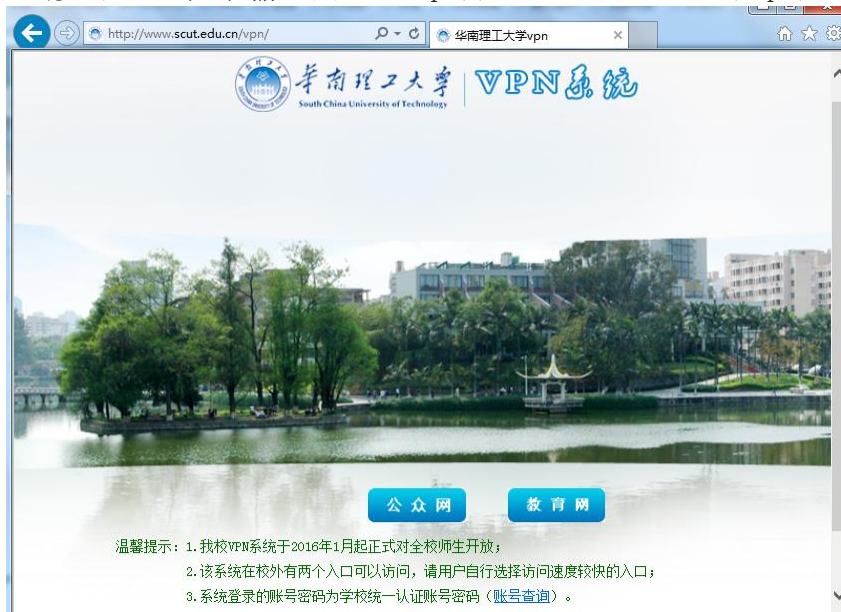 http://www.scut.edu.cn/vpn/
华南理工大学vpn
华南理工大学
South China University of Technology
VPN系统
公众网
教育网
温馨提示：1.我校VPN系统于2016年1月起正式对全校师生开放；
2.该系统在校外有两个入口可以访问，请用户自行选择访问速度较快的入口；
3.系统登录的账号密码为学校统一认证账号密码（账号查询）。